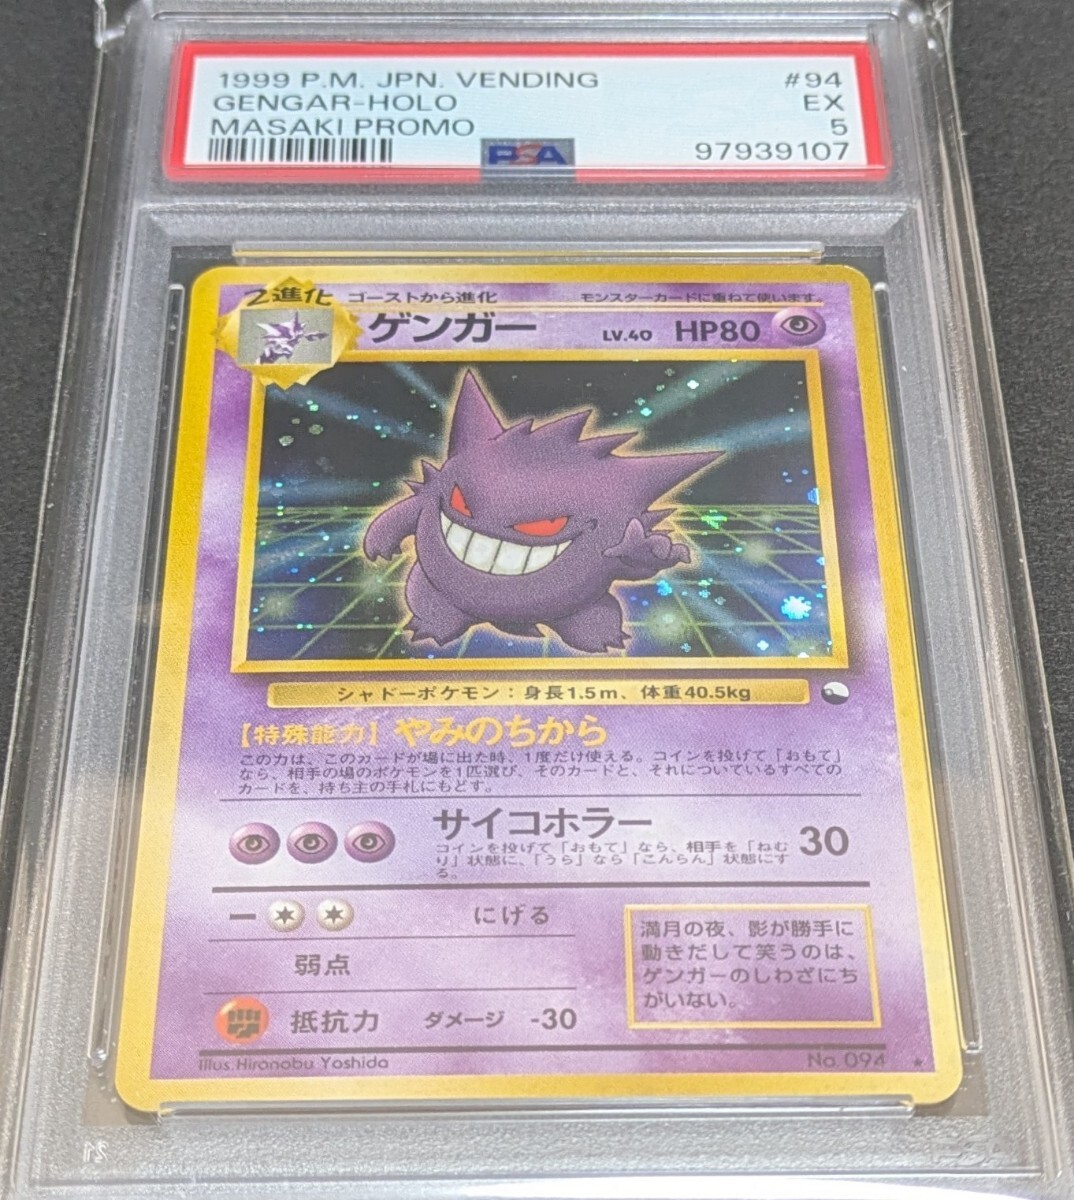 1999 P.M. JPN. VENDING #94
GENGAR-HOLO EX
MASAKI PROMO 5
PSA 97939107
2進化 ゴーストから進化 モンスターカードに重ねて使います。
ゲンガー LV.40 HP80
シャドーポケモン：身長1.5m、体重40.5kg
【特殊能力】やみのちから
この力は、このカードが場に出た時、1度だけ使える。コインを投げて「おもて」
なら、相手の場のポケモンを1匹選び、そのカードと、それについているすべての
カードを、持ち主の手札にもどす。
サイコホラー 30
コインを投げて「おもて」なら、相手を「ねむ
り」状態に、「うら」なら「こんらん」状態にす
る。
にげる
弱点
抵抗力 ダメージ -30
満月の夜、影が勝手に
動きだして笑うのは、
ゲンガーのしわざにち
がいない。
Illus.Hironobu Yoshida No.094